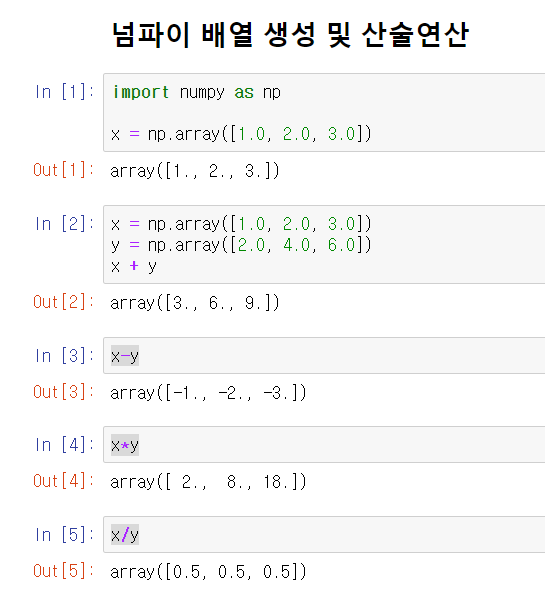 넘파이 배열 생성 및 산술연산
In [1]: import numpy as np
x = np.array([1.0, 2.0, 3.0])
Out[1]: array([1., 2., 3.])
In [2]: x = np.array([1.0, 2.0, 3.0])
y = np.array([2.0, 4.0, 6.0])
x + y
Out[2]: array([3., 6., 9.])
In [3]: x-y
Out[3]: array([-1., -2., -3.])
In [4]: x*y
Out[4]: array([ 2.,  8., 18.])
In [5]: x/y
Out[5]: array([0.5, 0.5, 0.5])